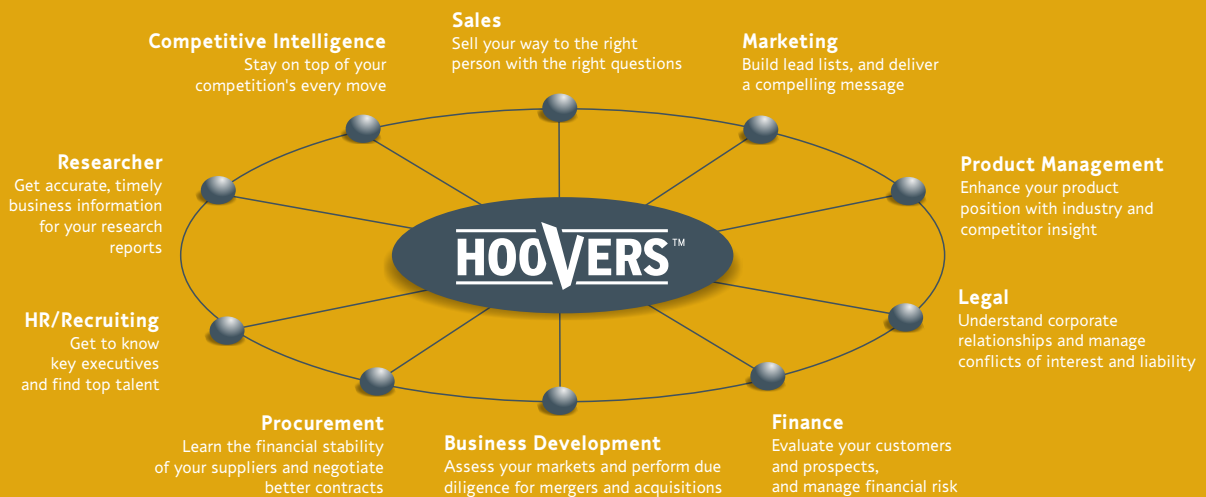 Sales
Sell your way to the right
person with the right questions
Competitive Intelligence
Stay on top of your
competition's every move
Marketing
Build lead lists, and deliver
a compelling message
Researcher
Get accurate, timely
business information
for your research
reports
Product Management
Enhance your product
position with industry and
competitor insight
HOOVERS™
HR/Recruiting
Get to know
key executives
and find top talent
Legal
Understand corporate
relationships and manage
conflicts of interest and liability
Procurement
Learn the financial stability
of your suppliers and negotiate
better contracts
Business Development
Assess your markets and perform due
diligence for mergers and acquisitions
Finance
Evaluate your customers
and prospects,
and manage financial risk